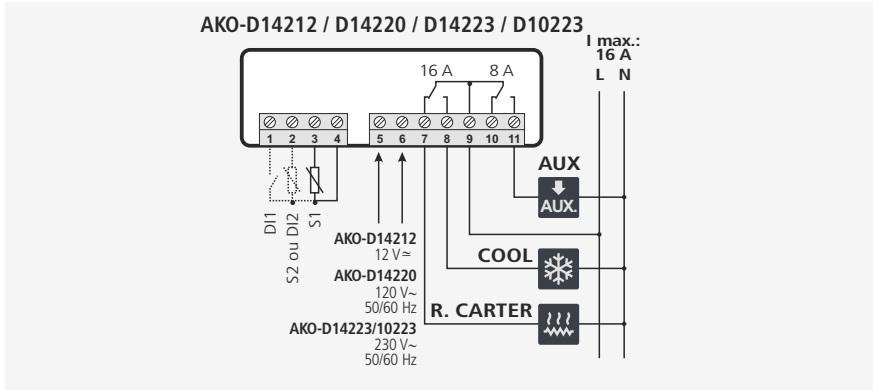 AKO-D14212 / D14220 / D14223 / D10223
I max.:
16 A
L N
16 A 8 A
1 2 3 4 5 6 7 8 9 10 11
DI1
S2 ou DI2
S1
AUX
AUX.
AKO-D14212
12 V≃
COOL
AKO-D14220
120 V~
50/60 Hz
R. CARTER
AKO-D14223/10223
230 V~
50/60 Hz